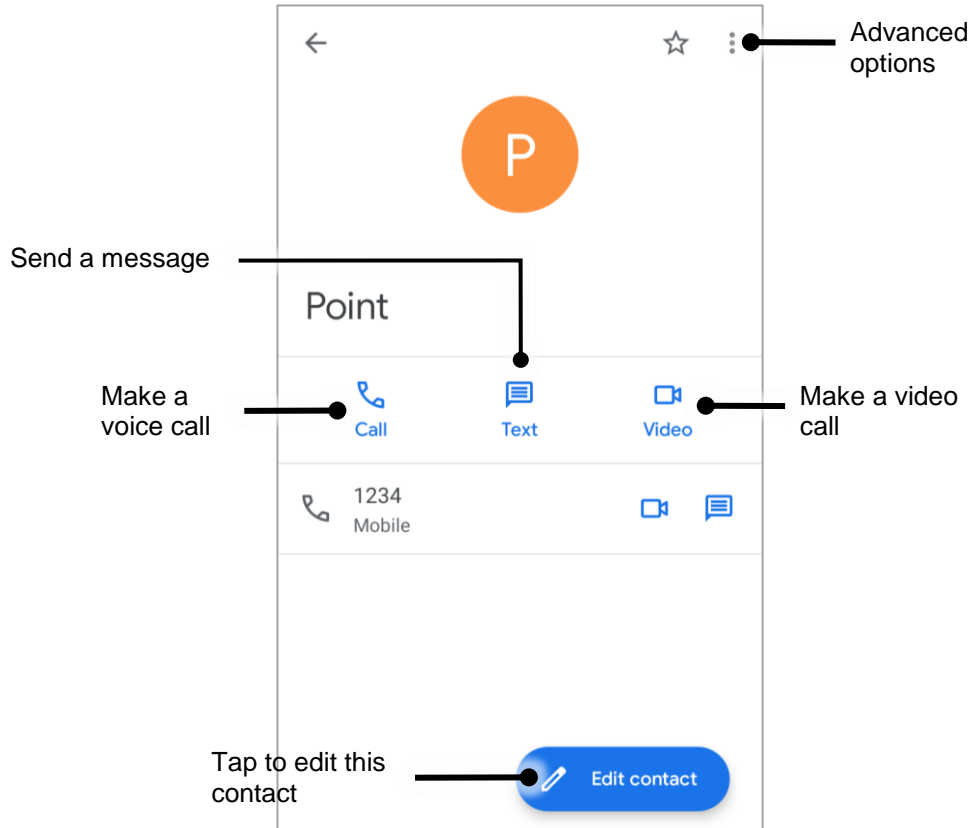 Advanced
options
P
Send a message
Point
Make a
voice call
Call
Text
Video
Make a video
call
1234
Mobile
Tap to edit this
contact
Edit contact